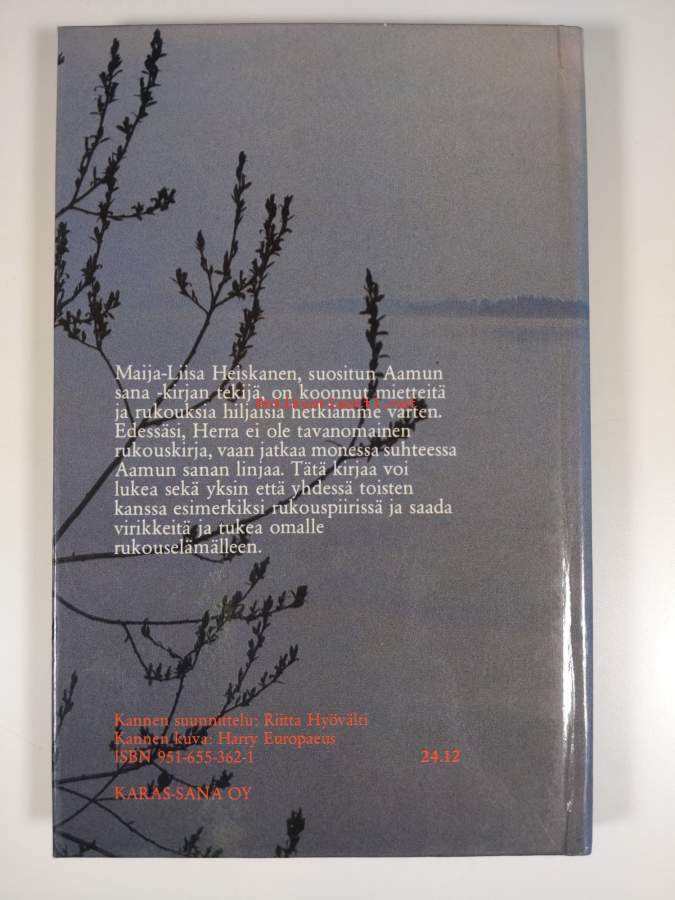 Maija-Liisa Heiskanen, suositun Aamun
sana -kirjan tekijä, on koonnut mietteitä
ja rukouksia hiljaisia hetkiämme varten.
Edessäsi, Herra ei ole tavanomainen
rukouskirja, vaan jatkaa monessa suhteessa
Aamun sanan linjaa. Tätä kirjaa voi
lukea sekä yksin että yhdessä toisten
kanssa esimerkiksi rukouspiirissä ja saada
virikkeitä ja tukea omalle
rukouselämälleen.
Kannen suunnittelu: Riitta Hyövälti
Kannen kuva: Harry Europaeus
ISBN 951-655-362-1 24.12
KARAS-SANA OY